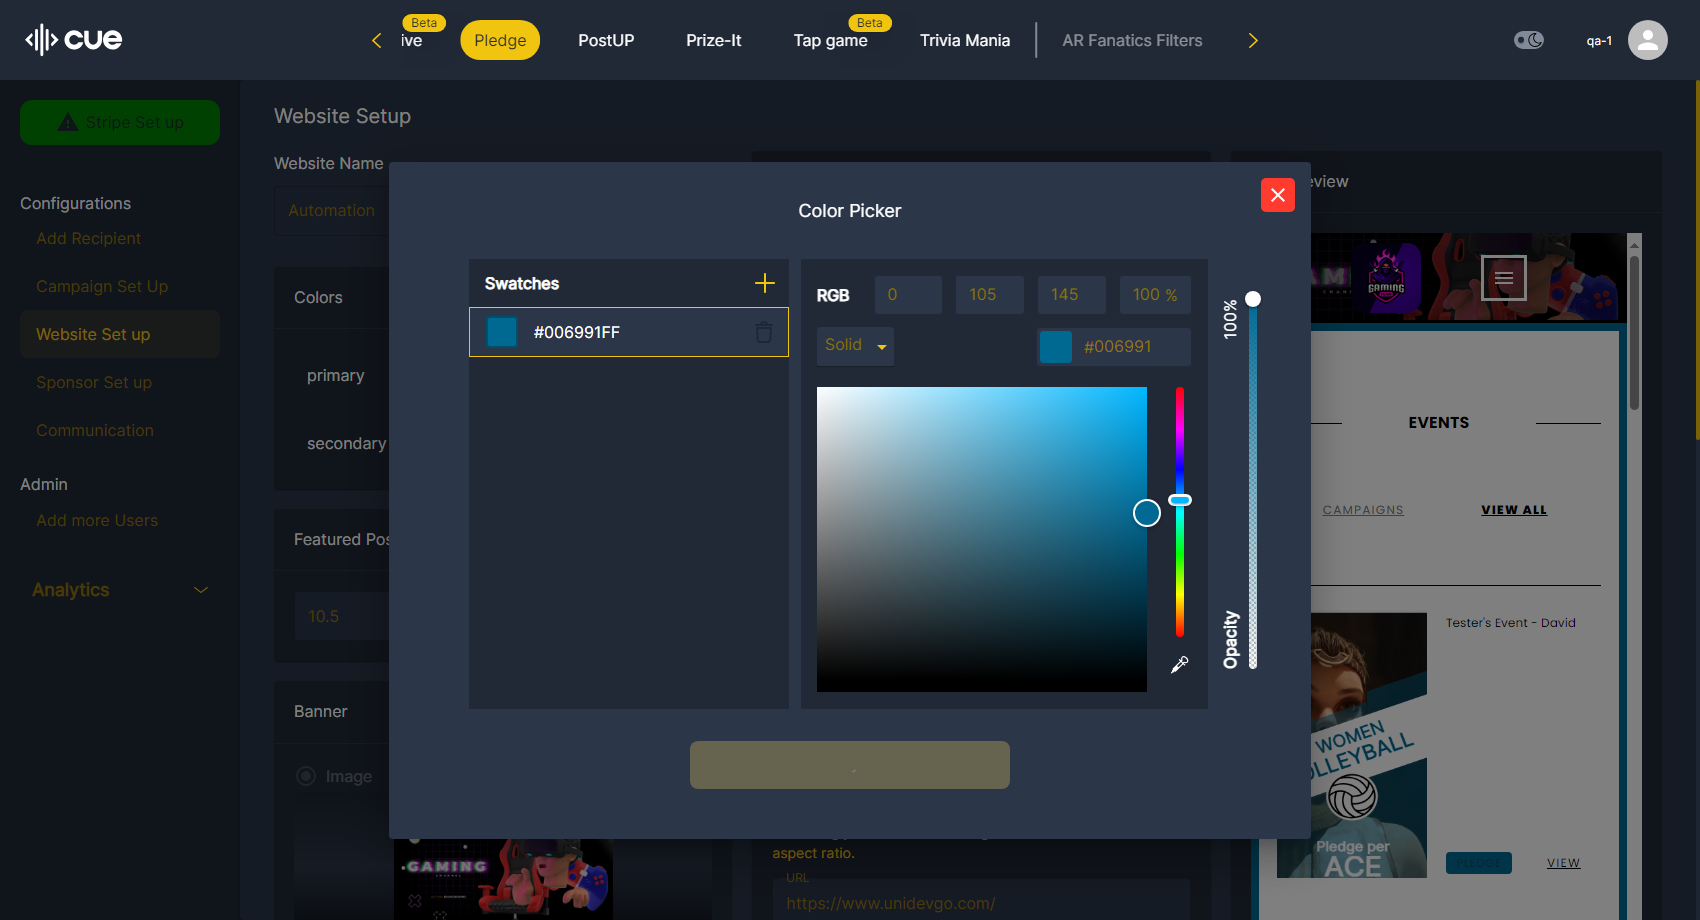 cue
ive
Beta
Pledge
PostUP
Prize-It
Tap game
Beta
Trivia Mania
AR Fanatics Filters
qa-1
Stripe Set up
Configurations
Add Recipient
Campaign Set Up
Website Set up
Sponsor Set up
Communication
Admin
Add more Users
Analytics
Website Setup
Website Name
Automation
Colors
primary
secondary
Featured Pos
10.5
Banner
Image
GAMING
Color Picker
Swatches
#006991FF
RGB
0
105
145
100 %
Solid
#006991
100%
Opacity
aspect ratio.
URL
https://www.unidevgo.com/
eview
GAMING
EVENTS
CAMPAIGNS
VIEW ALL
Tester's Event - David
WOMEN
OLLEYBALL
Pledge per
ACE
PLEDGE
VIEW